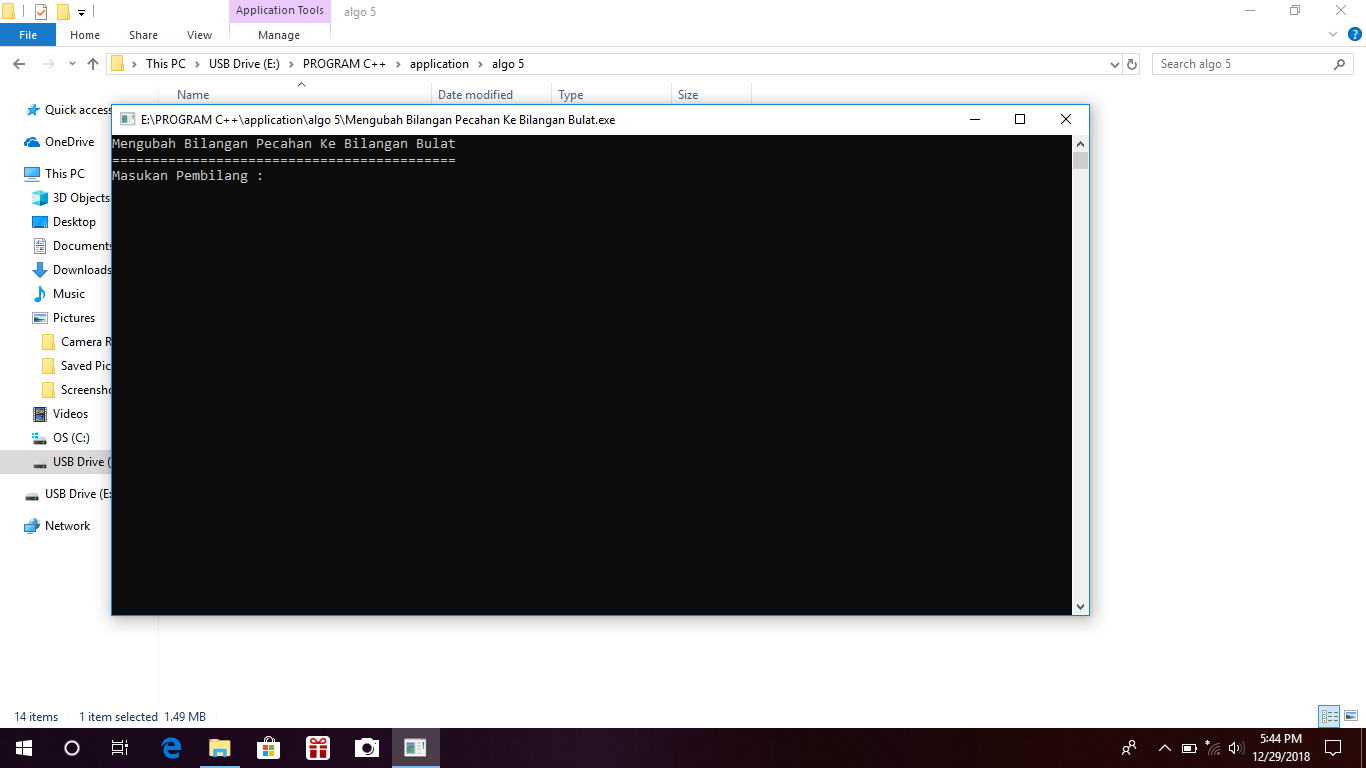 Application Tools
algo 5
File
Home
Share
View
Manage
This PC
USB Drive (E:)
PROGRAM C++
application
algo 5
Search algo 5
Name
Date modified
Type
Size
Quick access
OneDrive
This PC
3D Objects
Desktop
Documents
Downloads
Music
Pictures
Camera R
Saved Pic
Screensho
Videos
OS (C:)
USB Drive (
USB Drive (E:
Network
E:\PROGRAM C++\application\algo 5\Mengubah Bilangan Pecahan Ke Bilangan Bulat.exe
Mengubah Bilangan Pecahan Ke Bilangan Bulat
===========================================
Masukan Pembilang :
14 items
1 item selected 1.49 MB
5:44 PM
12/29/2018